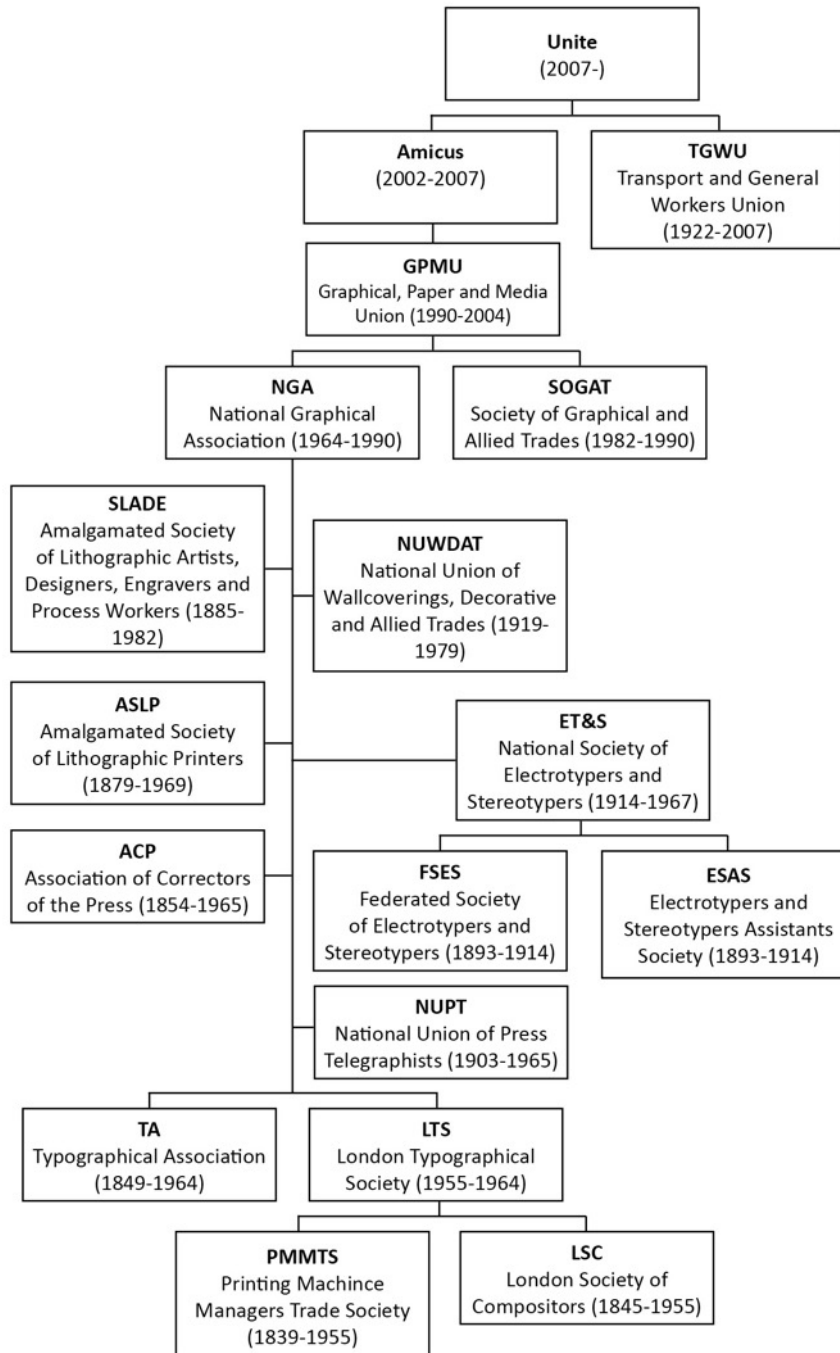 Unite
(2007-)
Amicus
(2002-2007)
TGWU
Transport and General
Workers Union
(1922-2007)
GPMU
Graphical, Paper and Media
Union (1990-2004)
NGA
National Graphical
Association (1964-1990)
SOGAT
Society of Graphical and
Allied Trades (1982-1990)
SLADE
Amalgamated Society
of Lithographic Artists,
Designers, Engravers and
Process Workers (1885-
1982)
NUWDAT
National Union of
Wallcoverings, Decorative
and Allied Trades (1919-
1979)
ASLP
Amalgamated Society
of Lithographic Printers
(1879-1969)
ET&S
National Society of
Electrotypers and
Stereotypers (1914-1967)
ACP
Association of Correctors
of the Press (1854-1965)
FSES
Federated Society
of Electrotypers and
Stereotypers (1893-1914)
ESAS
Electrotypers and
Stereotypers Assistants
Society (1893-1914)
NUPT
National Union of Press
Telegraphists (1903-1965)
TA
Typographical Association
(1849-1964)
LTS
London Typographical
Society (1955-1964)
PMMTS
Printing Machince
Managers Trade Society
(1839-1955)
LSC
London Society of
Compositors (1845-1955)